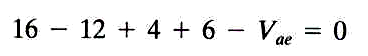 16 − 12 + 4 + 6 − V_ae = 0